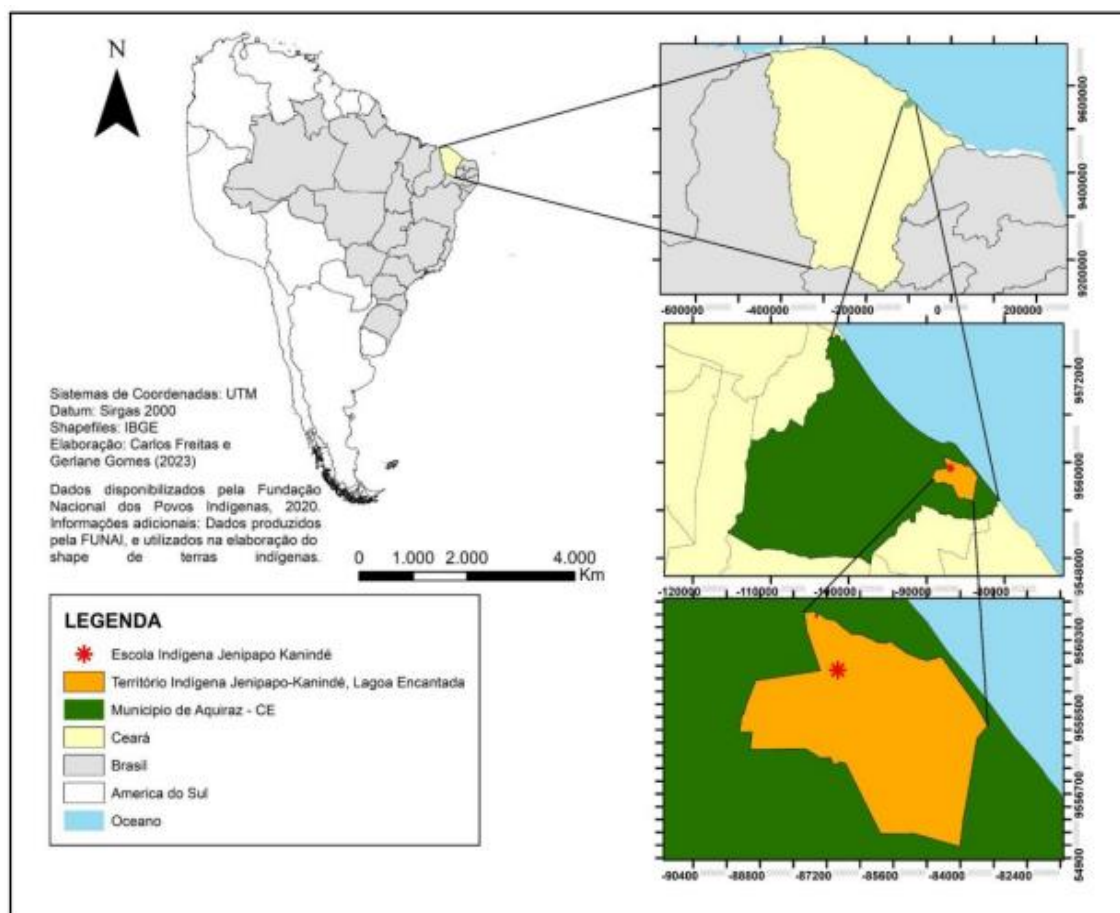 N
Sistemas de Coordenadas: UTM
Datum: Sirgas 2000
Shapefiles: IBGE
Elaboração: Carlos Freitas e
Gerlane Gomes (2023)
Dados disponibilizados pela Fundação
Nacional dos Povos Indígenas, 2020.
Informações adicionais: Dados produzidos
pela FUNAI, e utilizados na elaboração do
shape de terras indígenas.
0 1.000 2.000 4.000
Km
LEGENDA
Escola Indígena Jenipapo Kanindé
Território Indígena Jenipapo-Kanindé, Lagoa Encantada
Municipio de Aquiraz - CE
Ceará
Brasil
America do Sul
Oceano
9600000
9400000
9200000
-600000 -400000 -200000 0 200000
9572000
9560000
9548000
-120000 -110000 -100000 -90000 -80000
9560300
9558500
9556700
54900
-90400 -88800 -87200 -85600 -84000 -82400